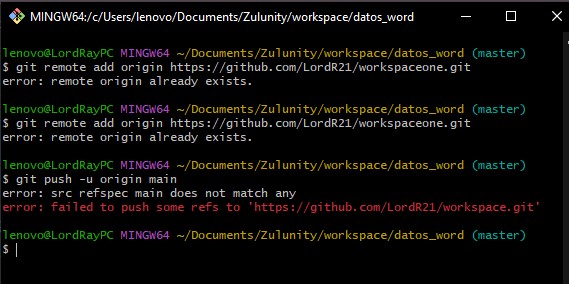 MINGW64:/c/Users/lenovo/Documents/Zulunity/workspace/datos_word
lenovo@LordRayPC MINGW64 ~/Documents/Zulunity/workspace/datos_word (master)
$ git remote add origin https://github.com/LordR21/workspaceone.git
error: remote origin already exists.
lenovo@LordRayPC MINGW64 ~/Documents/Zulunity/workspace/datos_word (master)
$ git remote add origin https://github.com/LordR21/workspaceone.git
error: remote origin already exists.
lenovo@LordRayPC MINGW64 ~/Documents/Zulunity/workspace/datos_word (master)
$ git push -u origin main
error: src refspec main does not match any
error: failed to push some refs to 'https://github.com/LordR21/workspace.git'
lenovo@LordRayPC MINGW64 ~/Documents/Zulunity/workspace/datos_word (master)
$